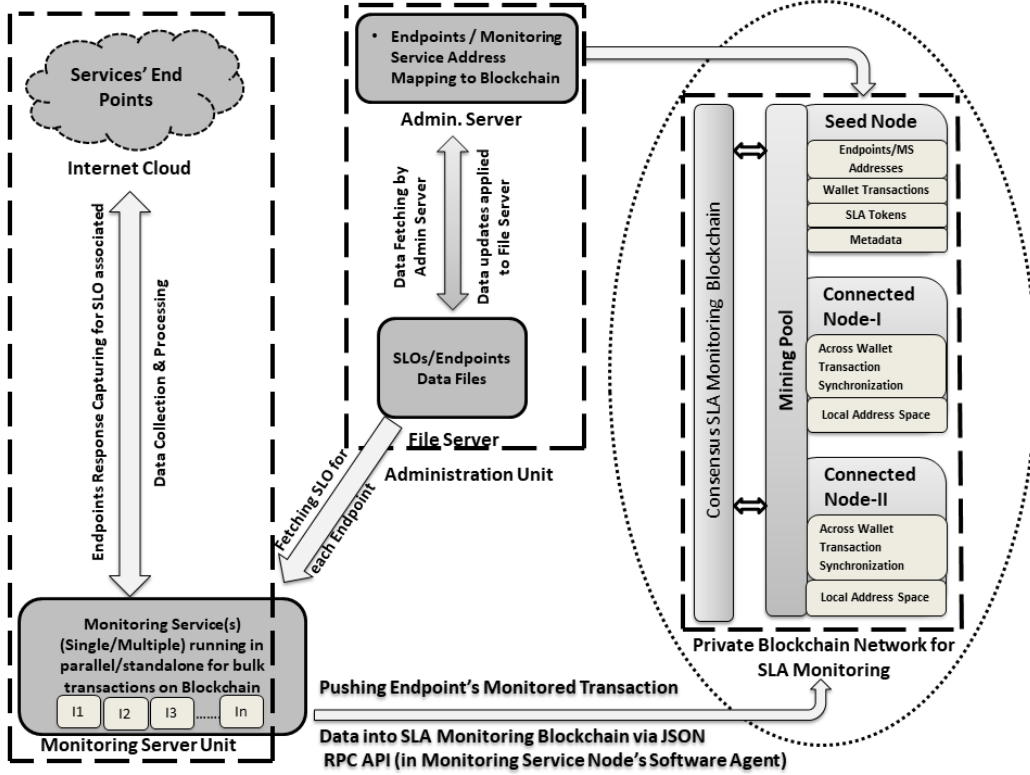 Services' End
Points
Internet Cloud
Endpoints Response Capturing for SLO associated
Data Collection & Processing
Monitoring Service(s)
(Single/Multiple) running in
parallel/standalone for bulk
transactions on Blockchain
I1
I2
I3
.......
In
Monitoring Server Unit
• Endpoints / Monitoring
Service Address
Mapping to Blockchain
Admin. Server
Data Fetching by
Admin Server
Data updates applied
to File Server
SLOs/Endpoints
Data Files
File Server
Administration Unit
Fetching SLO for
each Endpoint
Consensus SLA Monitoring Blockchain
Mining Pool
Seed Node
Endpoints/MS
Addresses
Wallet Transactions
SLA Tokens
Metadata
Connected
Node-I
Across Wallet
Transaction
Synchronization
Local Address Space
Connected
Node-II
Across Wallet
Transaction
Synchronization
Local Address Space
Private Blockchain Network for
SLA Monitoring
Pushing Endpoint's Monitored Transaction
Data into SLA Monitoring Blockchain via JSON
RPC API (in Monitoring Service Node's Software Agent)